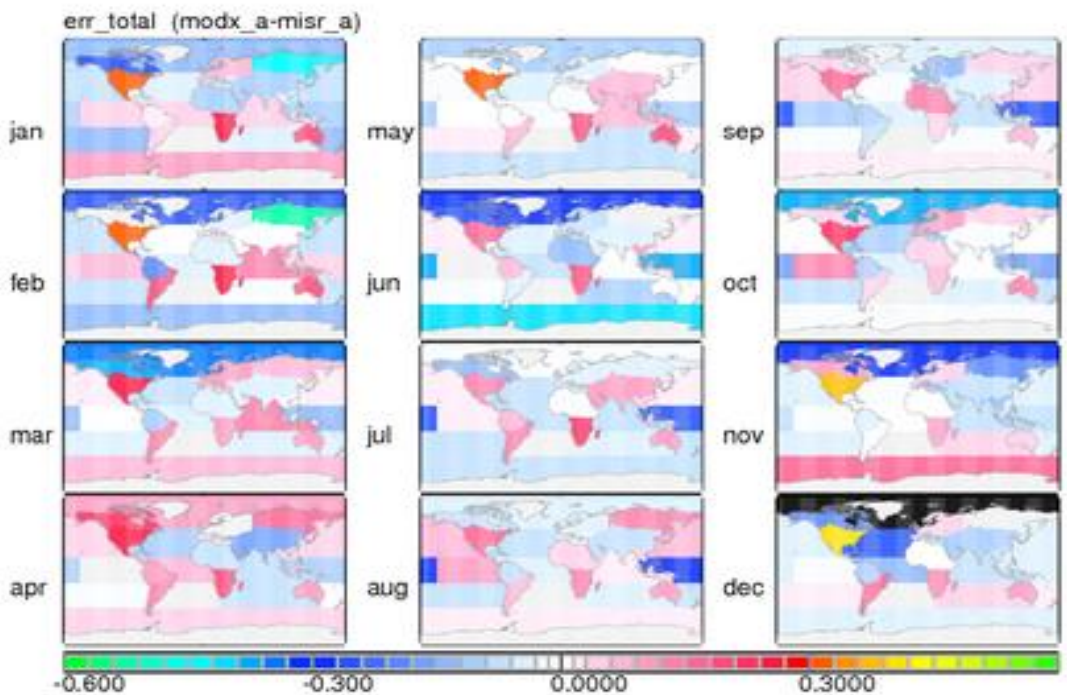 err_total (modx_a-misr_a)
jan
may
sep
feb
jun
oct
mar
jul
nov
apr
aug
dec
-0.600 -0.300 0.0000 0.3000